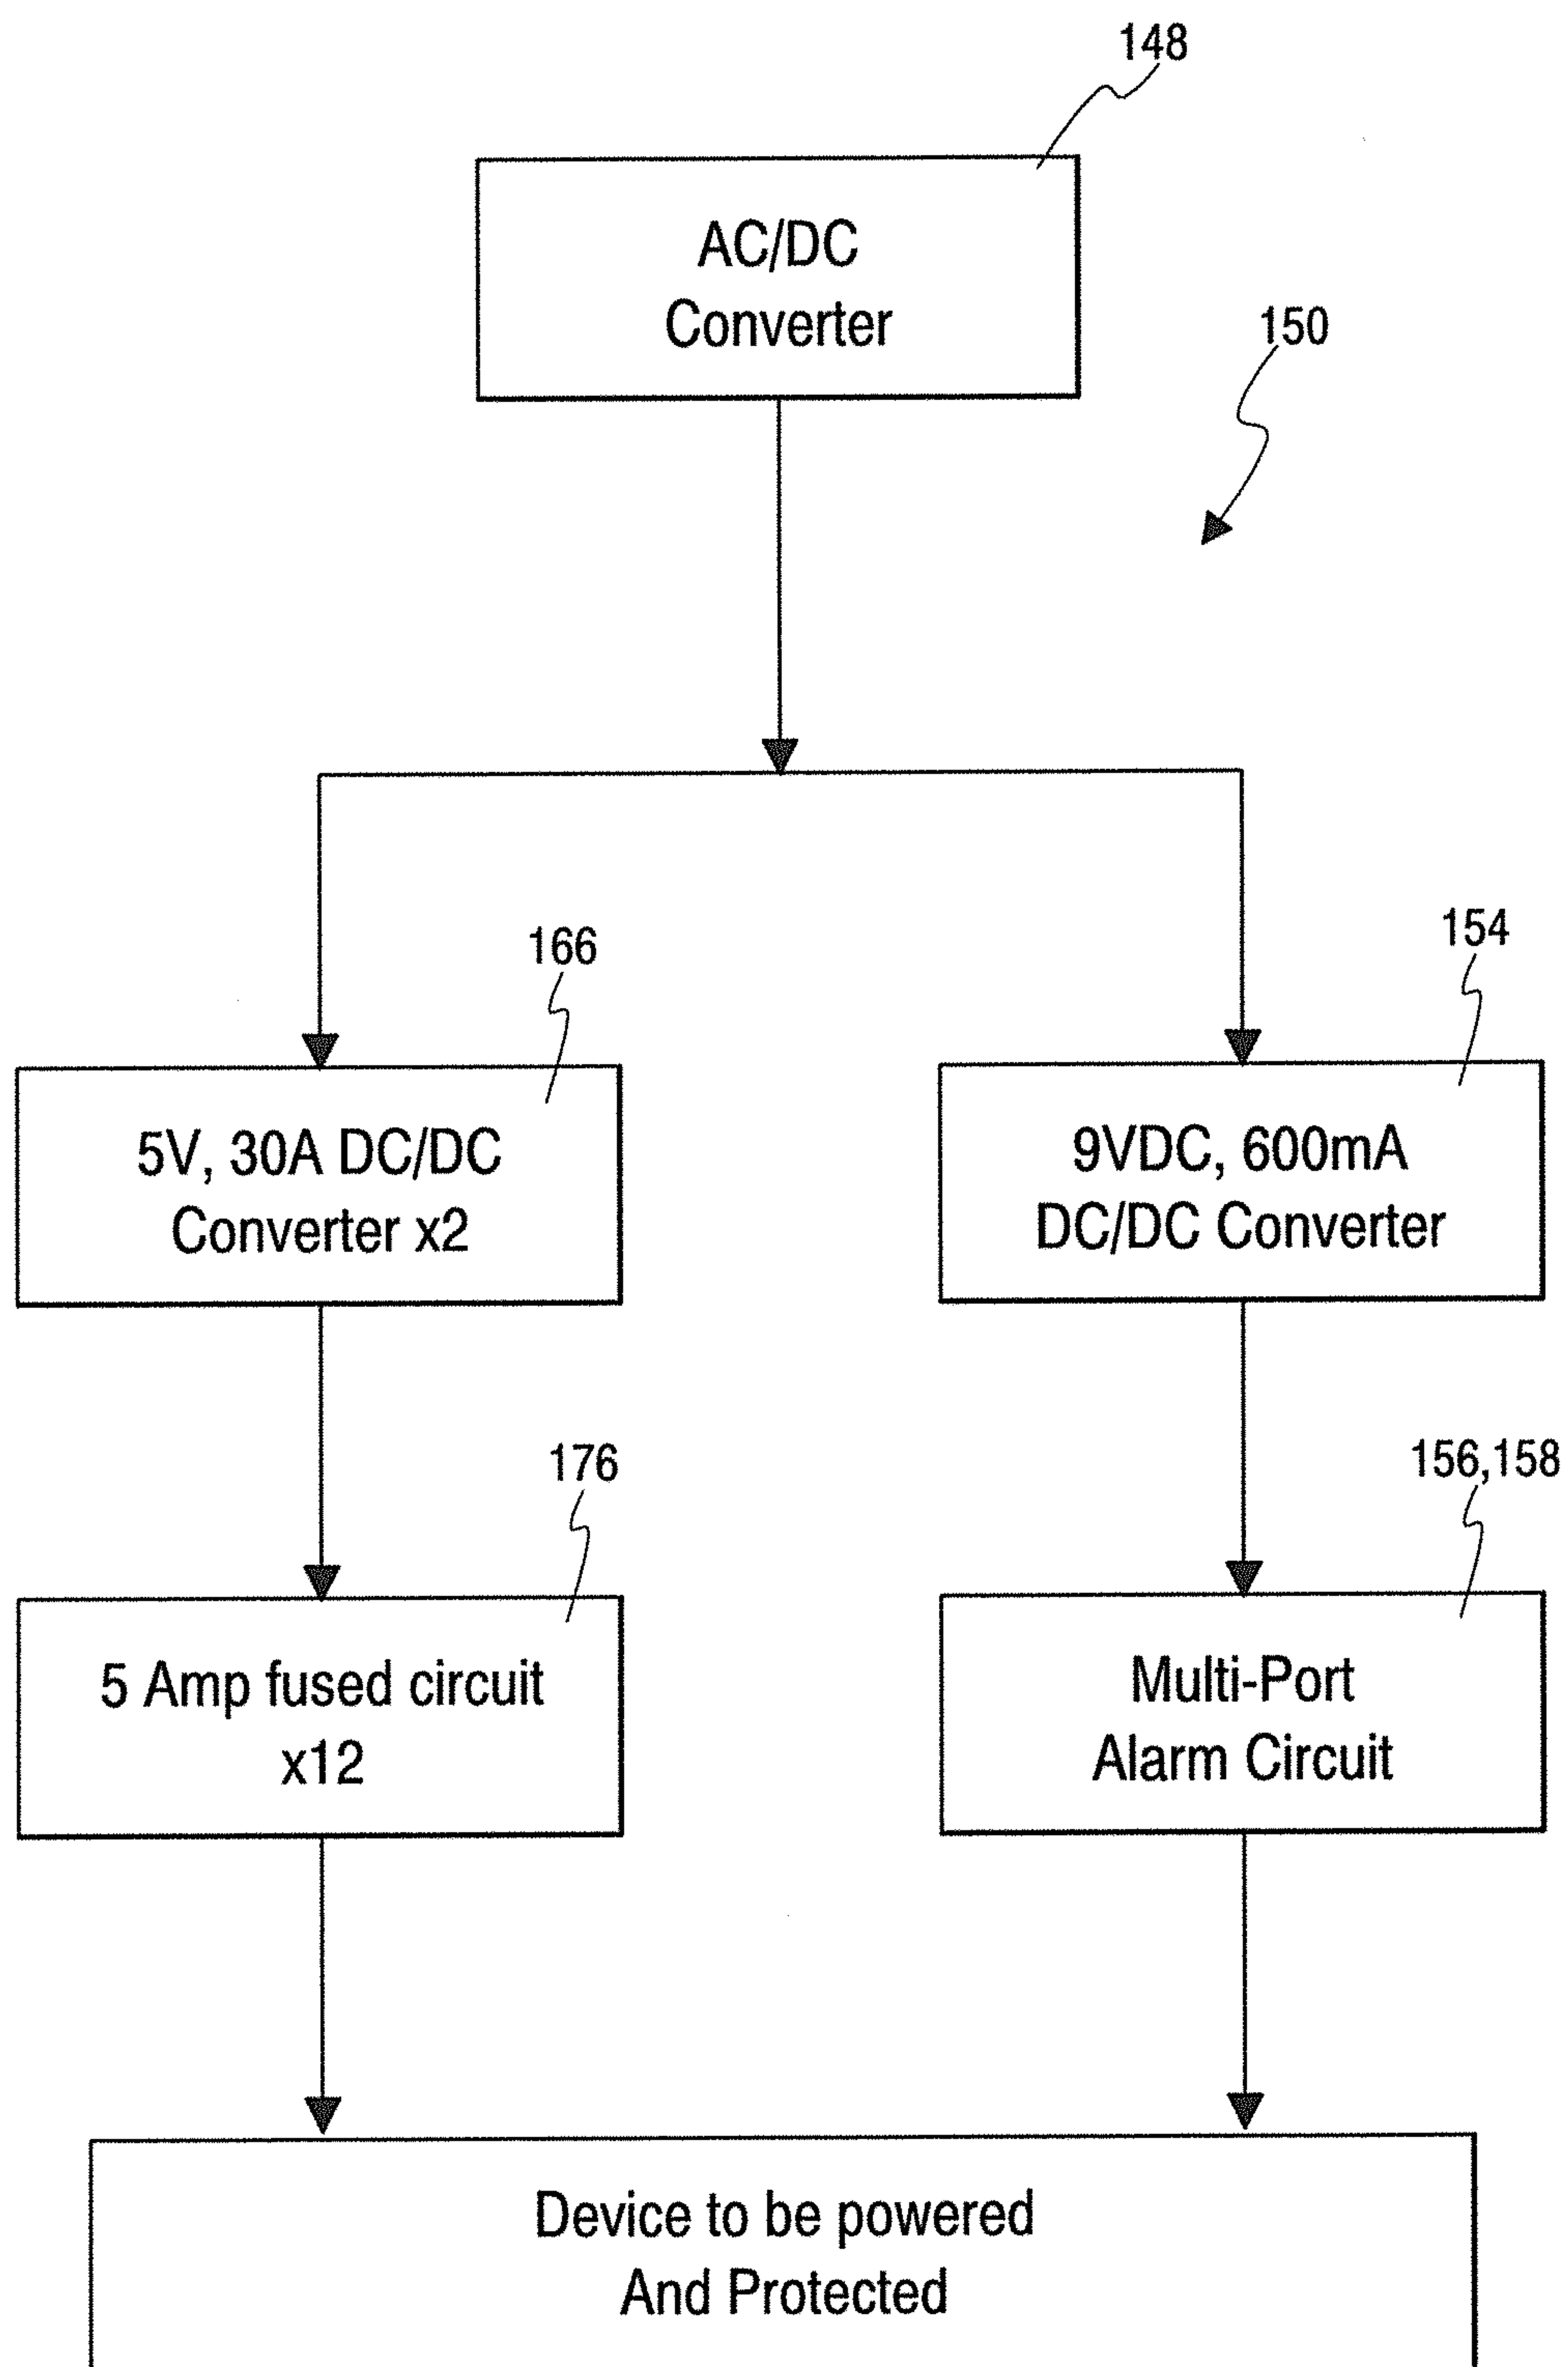 148
AC/DC
Converter
150
166
154
5V, 30A DC/DC
Converter x2
9VDC, 600mA
DC/DC Converter
176
156,158
5 Amp fused circuit
x12
Multi-Port
Alarm Circuit
Device to be powered
And Protected